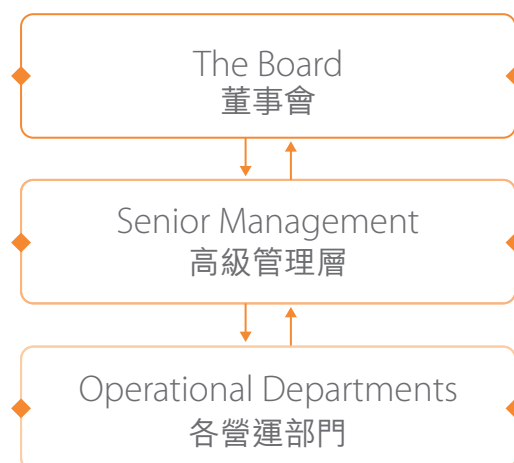 The Board
董事會
Senior Management
高級管理層
Operational Departments
各營運部門